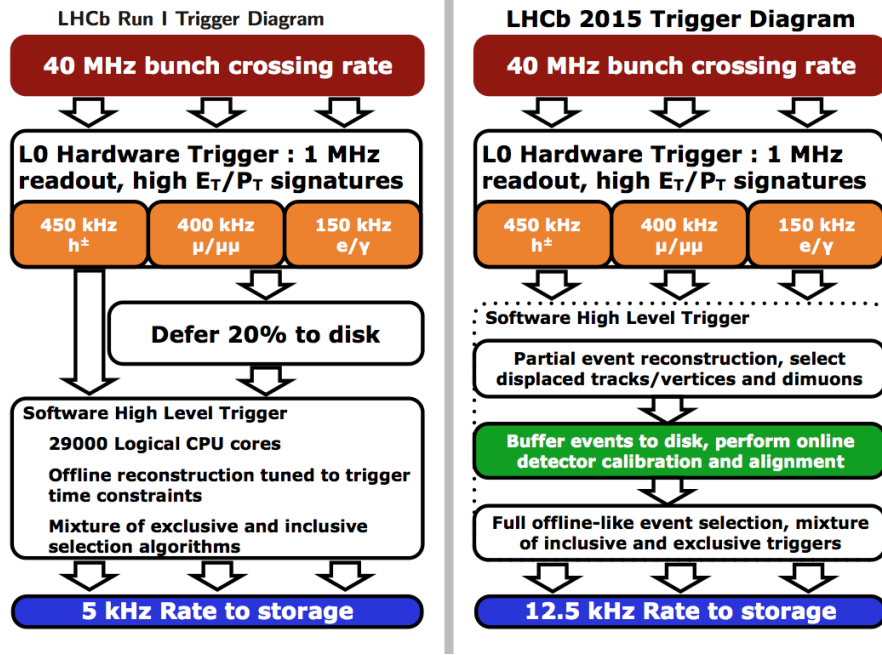 LHCb Run I Trigger Diagram
40 MHz bunch crossing rate
L0 Hardware Trigger : 1 MHz
readout, high ET/PT signatures
450 kHz
h±
400 kHz
μ/μμ
150 kHz
e/γ
Defer 20% to disk
Software High Level Trigger
29000 Logical CPU cores
Offline reconstruction tuned to trigger
time constraints
Mixture of exclusive and inclusive
selection algorithms
5 kHz Rate to storage
LHCb 2015 Trigger Diagram
40 MHz bunch crossing rate
L0 Hardware Trigger : 1 MHz
readout, high ET/PT signatures
450 kHz
h±
400 kHz
μ/μμ
150 kHz
e/γ
Software High Level Trigger
Partial event reconstruction, select
displaced tracks/vertices and dimuons
Buffer events to disk, perform online
detector calibration and alignment
Full offline-like event selection, mixture
of inclusive and exclusive triggers
12.5 kHz Rate to storage